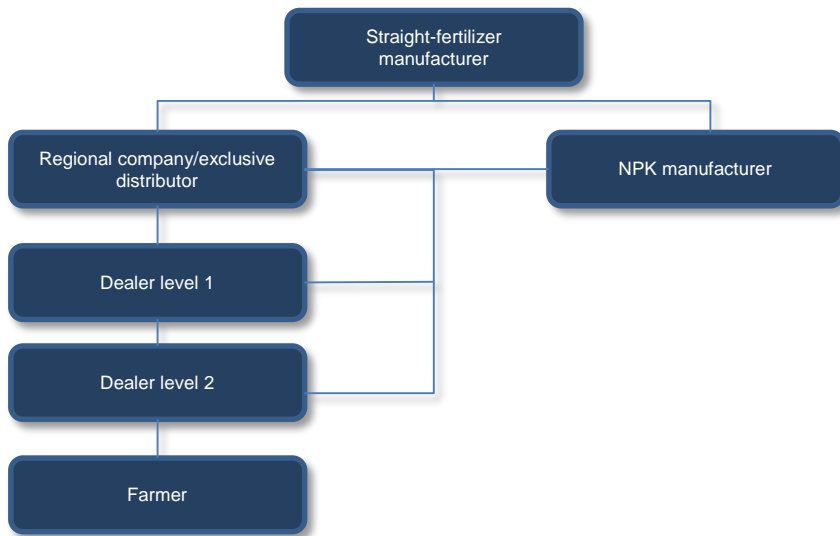 Straight-fertilizer
manufacturer
Regional company/exclusive
distributor
NPK manufacturer
Dealer level 1
Dealer level 2
Farmer